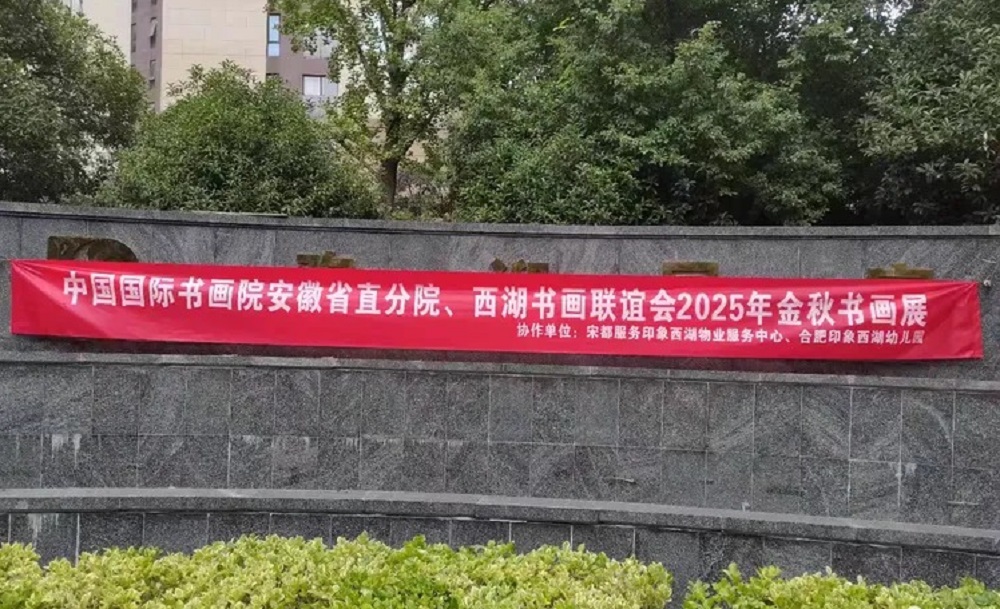 中国国际书画院安徽省直分院、西湖书画联谊会2025年金秋书画展
协作单位：宋都服务印象西湖物业服务中心、合肥印象西湖幼儿园